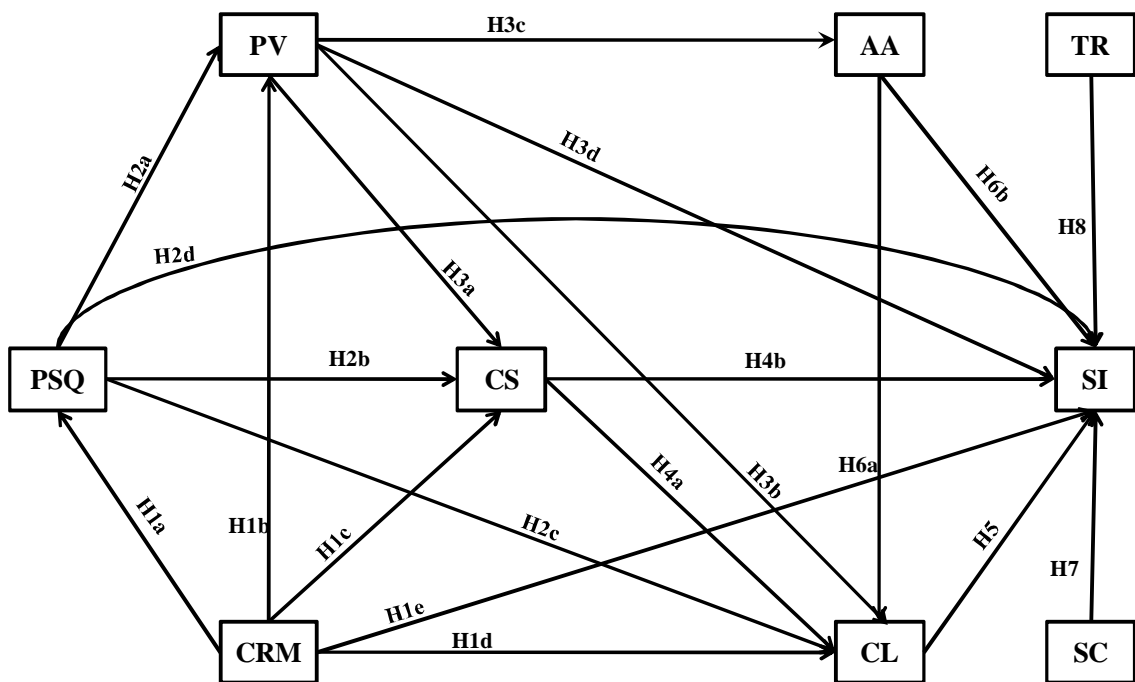 PV
H3c
AA
TR
H2a
H3d
H6b
H8
H2d
H3a
PSQ
H2b
CS
H4b
SI
H1a
H1b
H1c
H2c
H4a
H3b
H6a
H5
H7
H1e
CRM
H1d
CL
SC